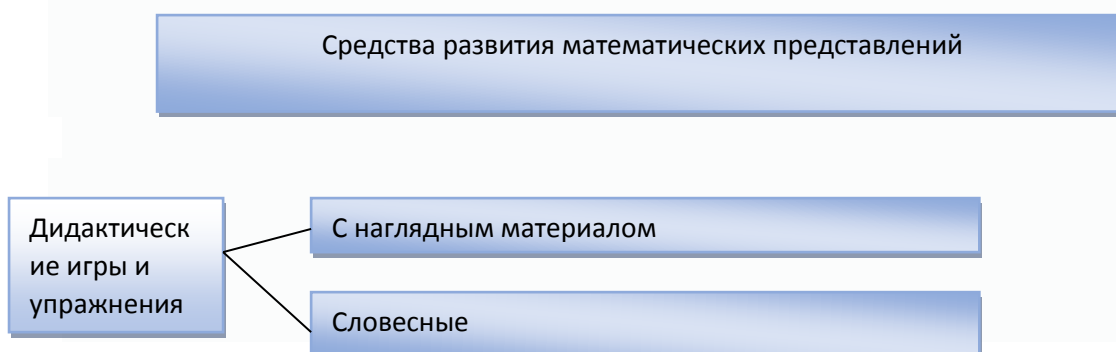 Средства развития математических представлений
Дидактическ
ие игры и
упражнения
С наглядным материалом
Словесные